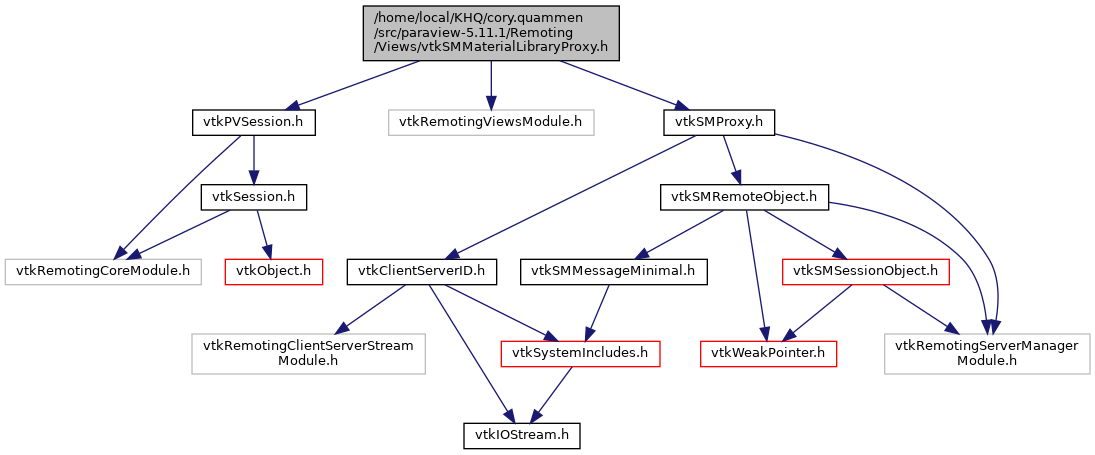 /home/local/KHQ/cory.quammen
/src/paraview-5.11.1/Remoting
/Views/vtkSMMaterialLibraryProxy.h
vtkPVSession.h
vtkRemotingViewsModule.h
vtkSMProxy.h
vtkSession.h
vtkSMRemoteObject.h
vtkRemotingCoreModule.h
vtkObject.h
vtkClientServerID.h
vtkSMMessageMinimal.h
vtkSMSessionObject.h
vtkRemotingClientServerStream
Module.h
vtkSystemIncludes.h
vtkWeakPointer.h
vtkRemotingServerManager
Module.h
vtkIOStream.h